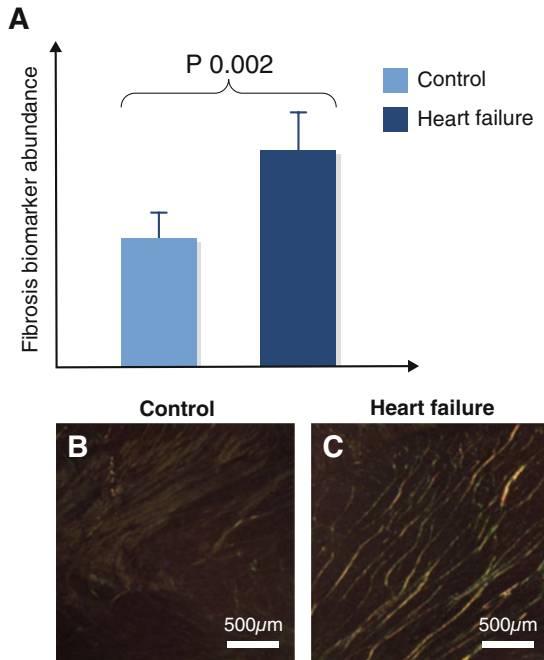 A
P 0.002
Control
Heart failure
Fibrosis biomarker abundance
Control
Heart failure
B
C
500µm
500µm